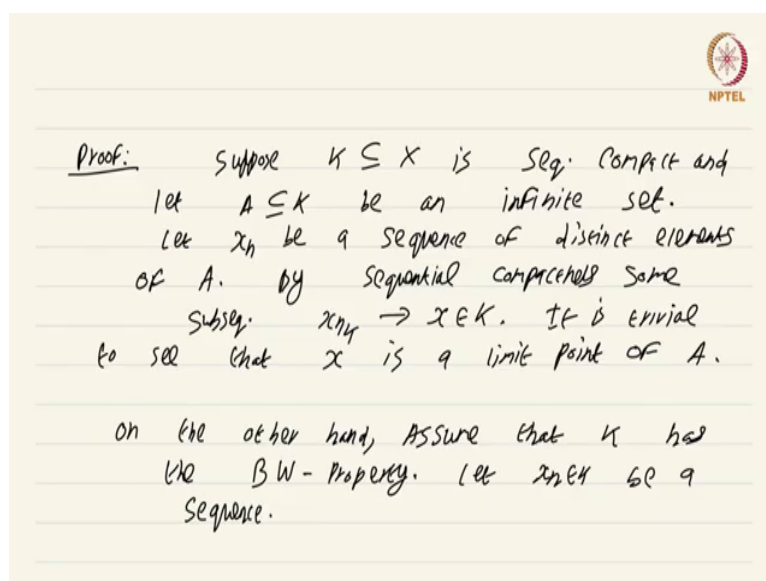 NPTEL
Proof: Suppose K ⊆ X is seq. compact and
let A ⊆ K be an infinite set.
Let xₙ be a sequence of distinct elements
of A. By sequential compactness some
subseq. xₙₖ → x ∈ K. It is trivial
to see that x is a limit point of A.
On the other hand, Assume that K has
the BW-Property. Let xₙ ∈ K be a
sequence.